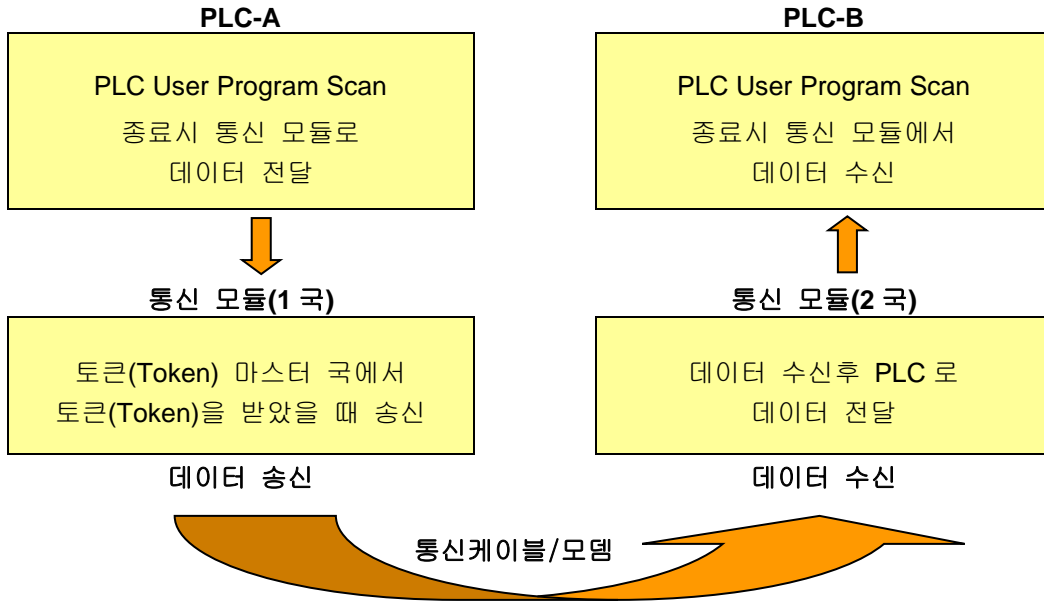 PLC-A
PLC User Program Scan
종료시 통신 모듈로
데이터 전달
통신 모듈(1 국)
토큰(Token) 마스터 국에서
토큰(Token)을 받았을 때 송신
데이터 송신
PLC-B
PLC User Program Scan
종료시 통신 모듈에서
데이터 수신
통신 모듈(2 국)
데이터 수신후 PLC 로
데이터 전달
데이터 수신
통신케이블/모뎀